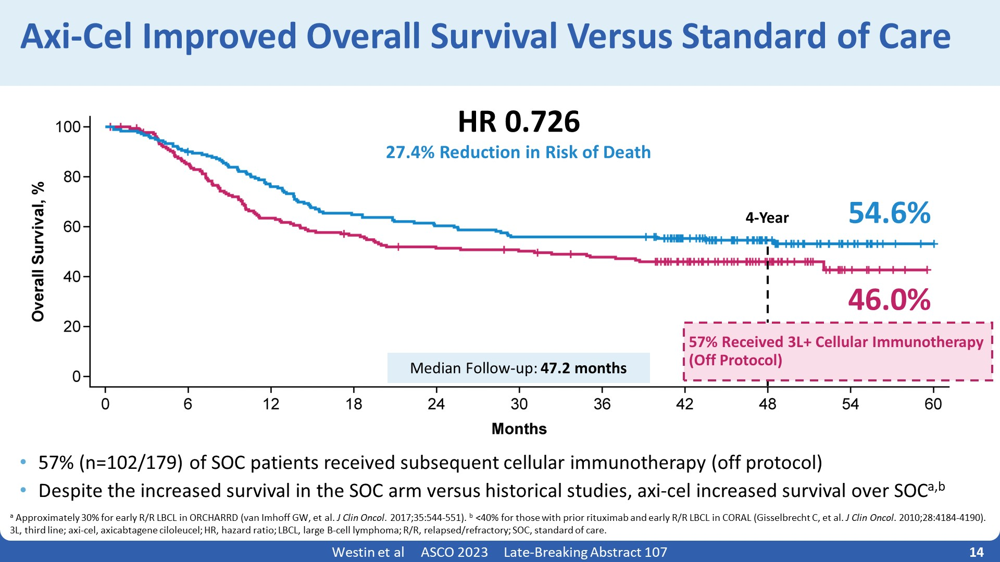 Axi-Cel Improved Overall Survival Versus Standard of Care
HR 0.726
27.4% Reduction in Risk of Death
Overall Survival, %
100
80
60
40
20
0
4-Year
54.6%
46.0%
57% Received 3L+ Cellular Immunotherapy
(Off Protocol)
Median Follow-up: 47.2 months
0 6 12 18 24 30 36 42 48 54 60
Months
• 57% (n=102/179) of SOC patients received subsequent cellular immunotherapy (off protocol)
• Despite the increased survival in the SOC arm versus historical studies, axi-cel increased survival over SOCa,b
a Approximately 30% for early R/R LBCL in ORCHARRD (van Imhoff GW, et al. J Clin Oncol. 2017;35:544-551). b <40% for those with prior rituximab and early R/R LBCL in CORAL (Gisselbrecht C, et al. J Clin Oncol. 2010;28:4184-4190).
3L, third line; axi-cel, axicabtagene ciloleucel; HR, hazard ratio; LBCL, large B-cell lymphoma; R/R, relapsed/refractory; SOC, standard of care.
Westin et al ASCO 2023 Late-Breaking Abstract 107
14